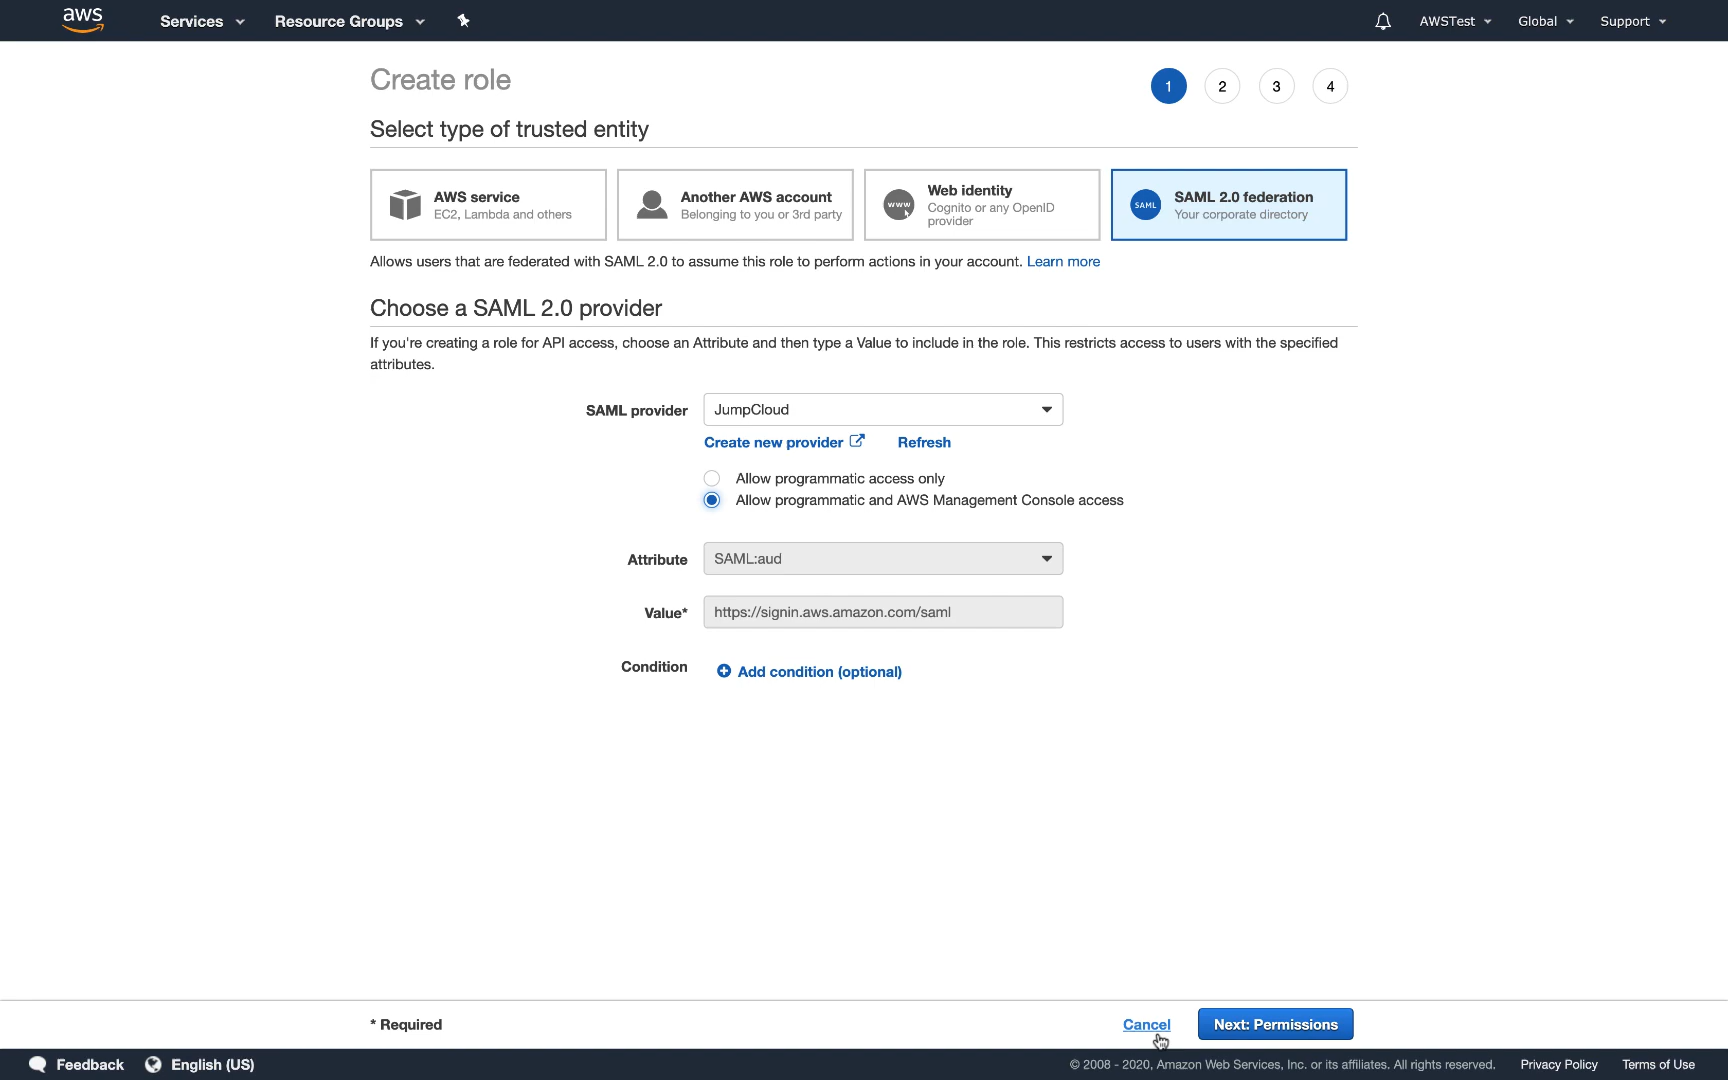 aws
Services
Resource Groups
AWSTest
Global
Support
Create role
1
2
3
4
Select type of trusted entity
AWS service
EC2, Lambda and others
Another AWS account
Belonging to you or 3rd party
www
Web identity
Cognito or any OpenID
provider
SAML
SAML 2.0 federation
Your corporate directory
Allows users that are federated with SAML 2.0 to assume this role to perform actions in your account. Learn more
Choose a SAML 2.0 provider
If you're creating a role for API access, choose an Attribute and then type a Value to include in the role. This restricts access to users with the specified
attributes.
SAML provider
JumpCloud
Create new provider
Refresh
Allow programmatic access only
Allow programmatic and AWS Management Console access
Attribute
SAML:aud
Value*
https://signin.aws.amazon.com/saml
Condition
Add condition (optional)
* Required
Cancel
Next: Permissions
Feedback
English (US)
© 2008 - 2020, Amazon Web Services, Inc. or its affiliates. All rights reserved.
Privacy Policy
Terms of Use